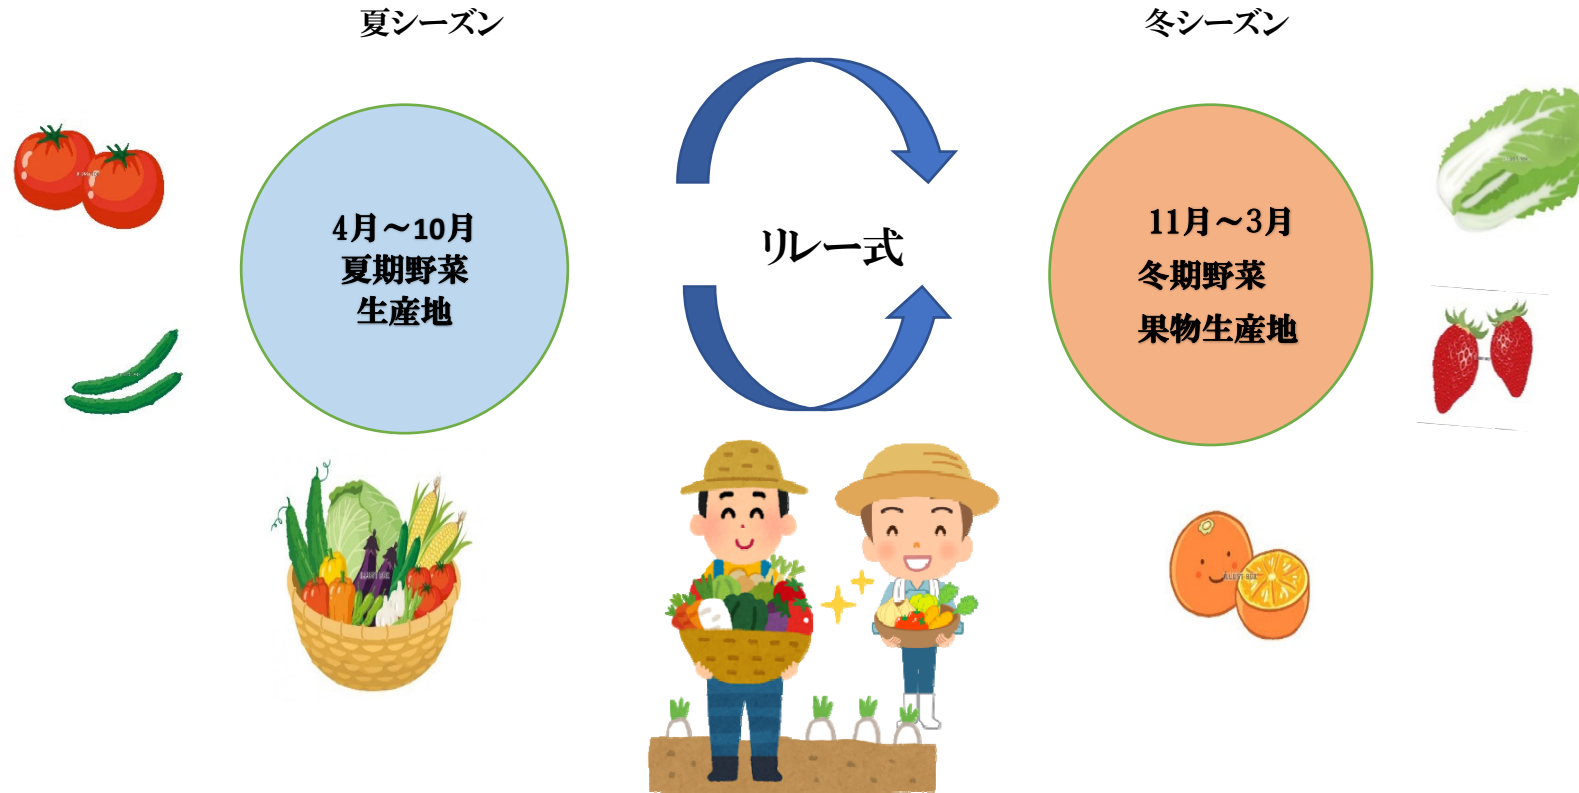 夏シーズン
冬シーズン
4月～10月
夏期野菜
生産地
リレー式
11月～3月
冬期野菜
果物生産地